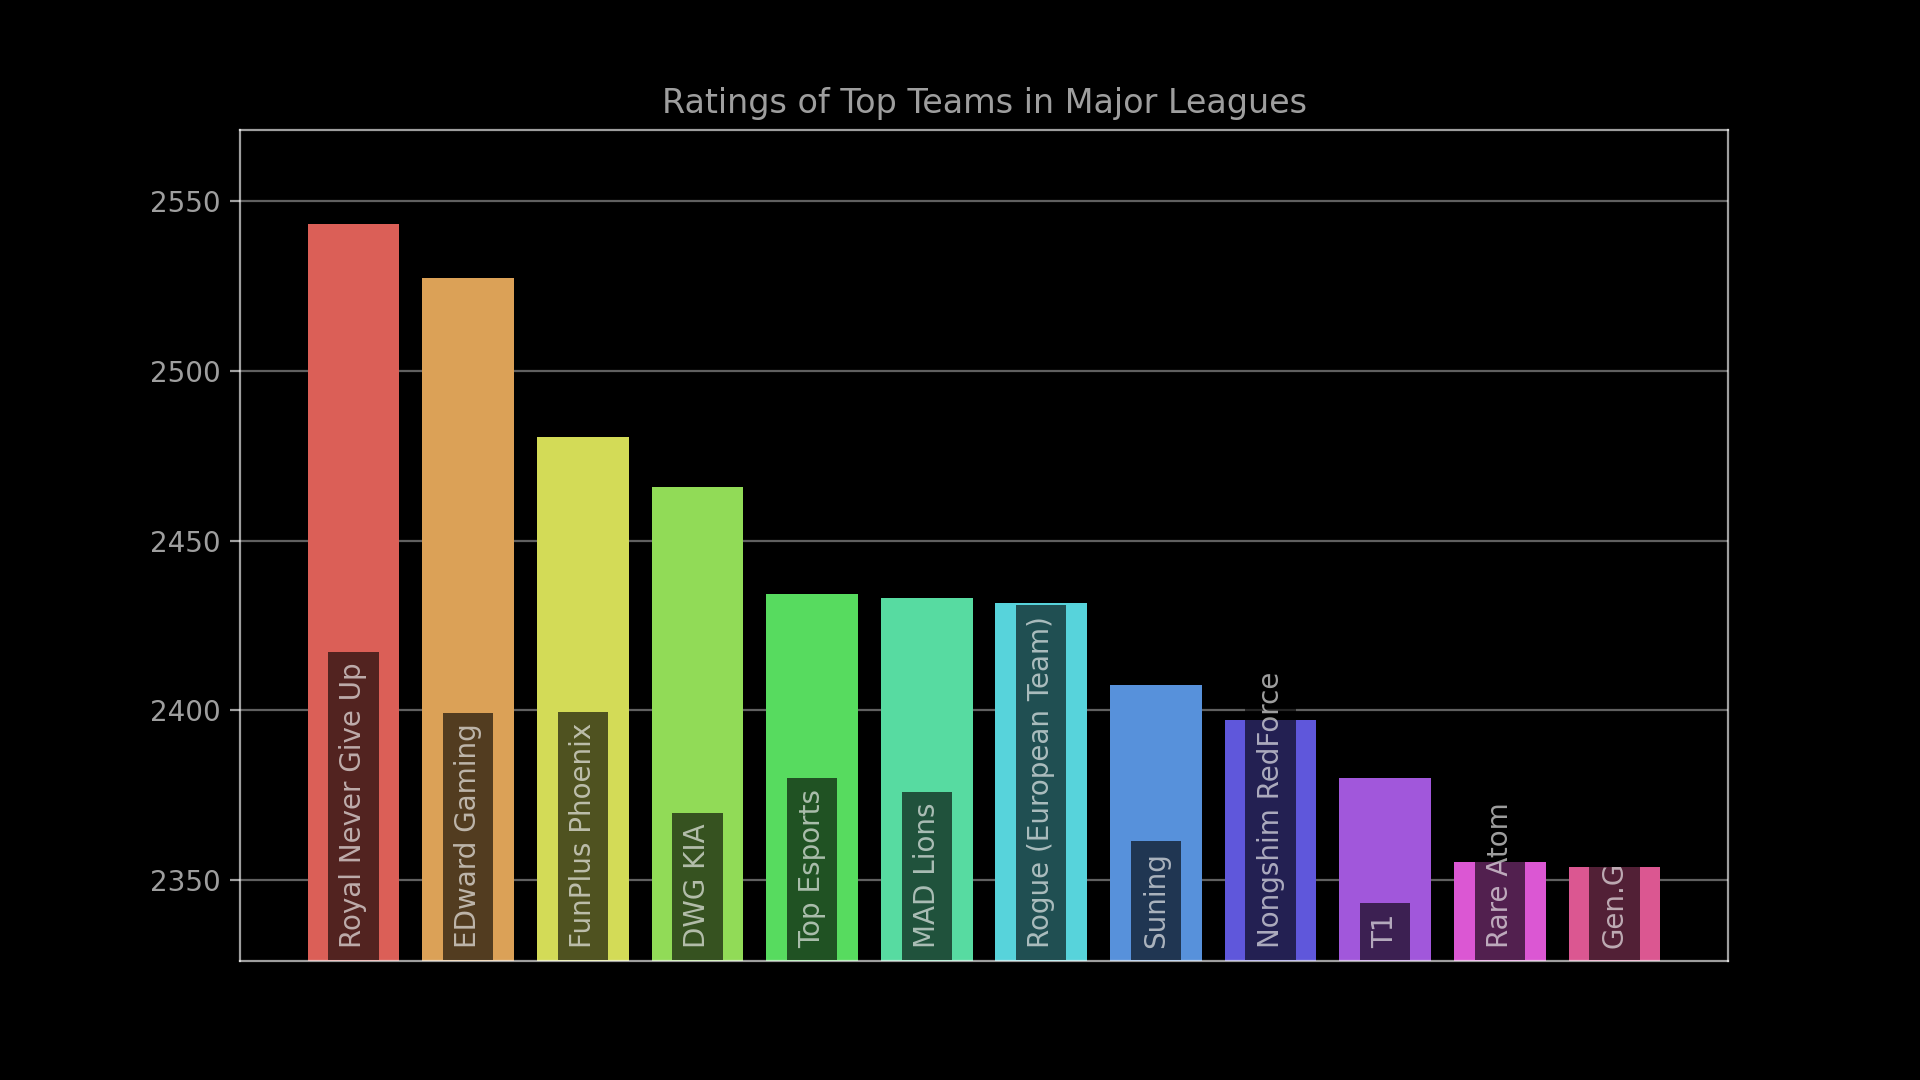 Ratings of Top Teams in Major Leagues
2550
2500
2450
2400
2350
Royal Never Give Up
EDward Gaming
FunPlus Phoenix
DWG KIA
Top Esports
MAD Lions
Rogue (European Team)
Suning
Nongshim RedForce
T1
Rare Atom
Gen.G